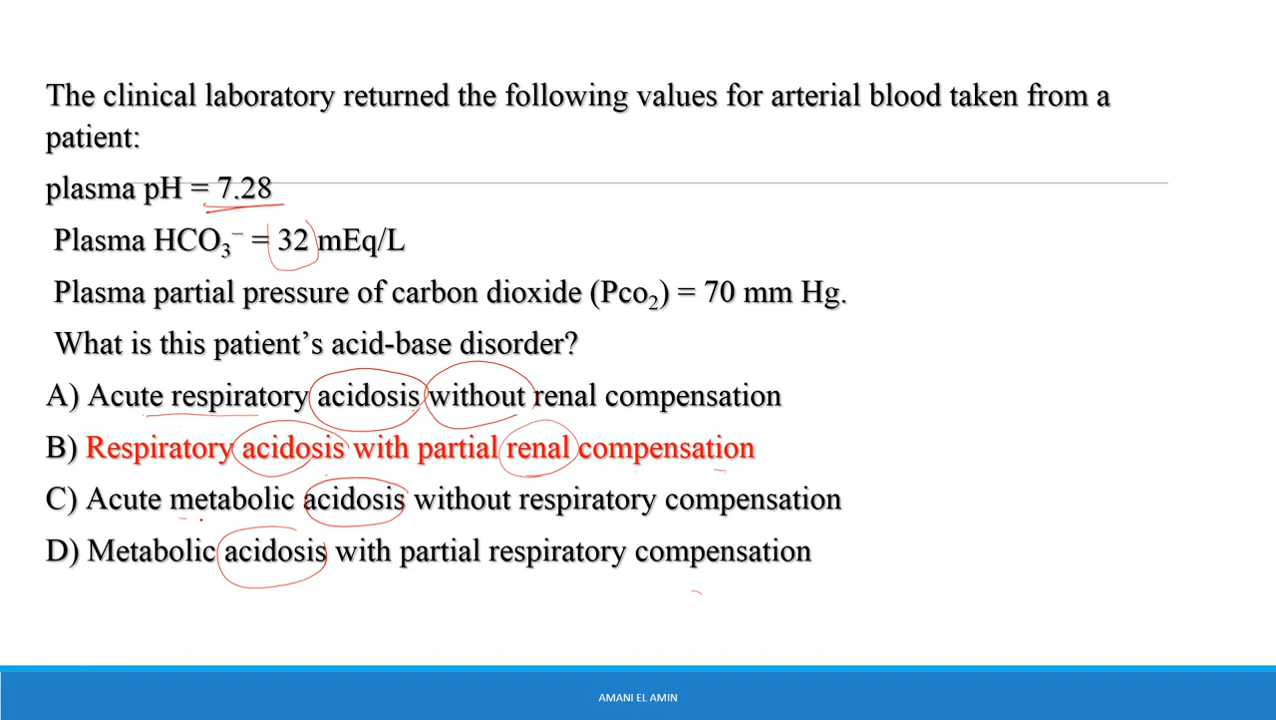 The clinical laboratory returned the following values for arterial blood taken from a
patient:
plasma pH = 7.28
Plasma HCO₃⁻ = 32 mEq/L
Plasma partial pressure of carbon dioxide (Pco₂) = 70 mm Hg.
What is this patient’s acid-base disorder?
A) Acute respiratory acidosis without renal compensation
B) Respiratory acidosis with partial renal compensation
C) Acute metabolic acidosis without respiratory compensation
D) Metabolic acidosis with partial respiratory compensation
AMANI EL AMIN